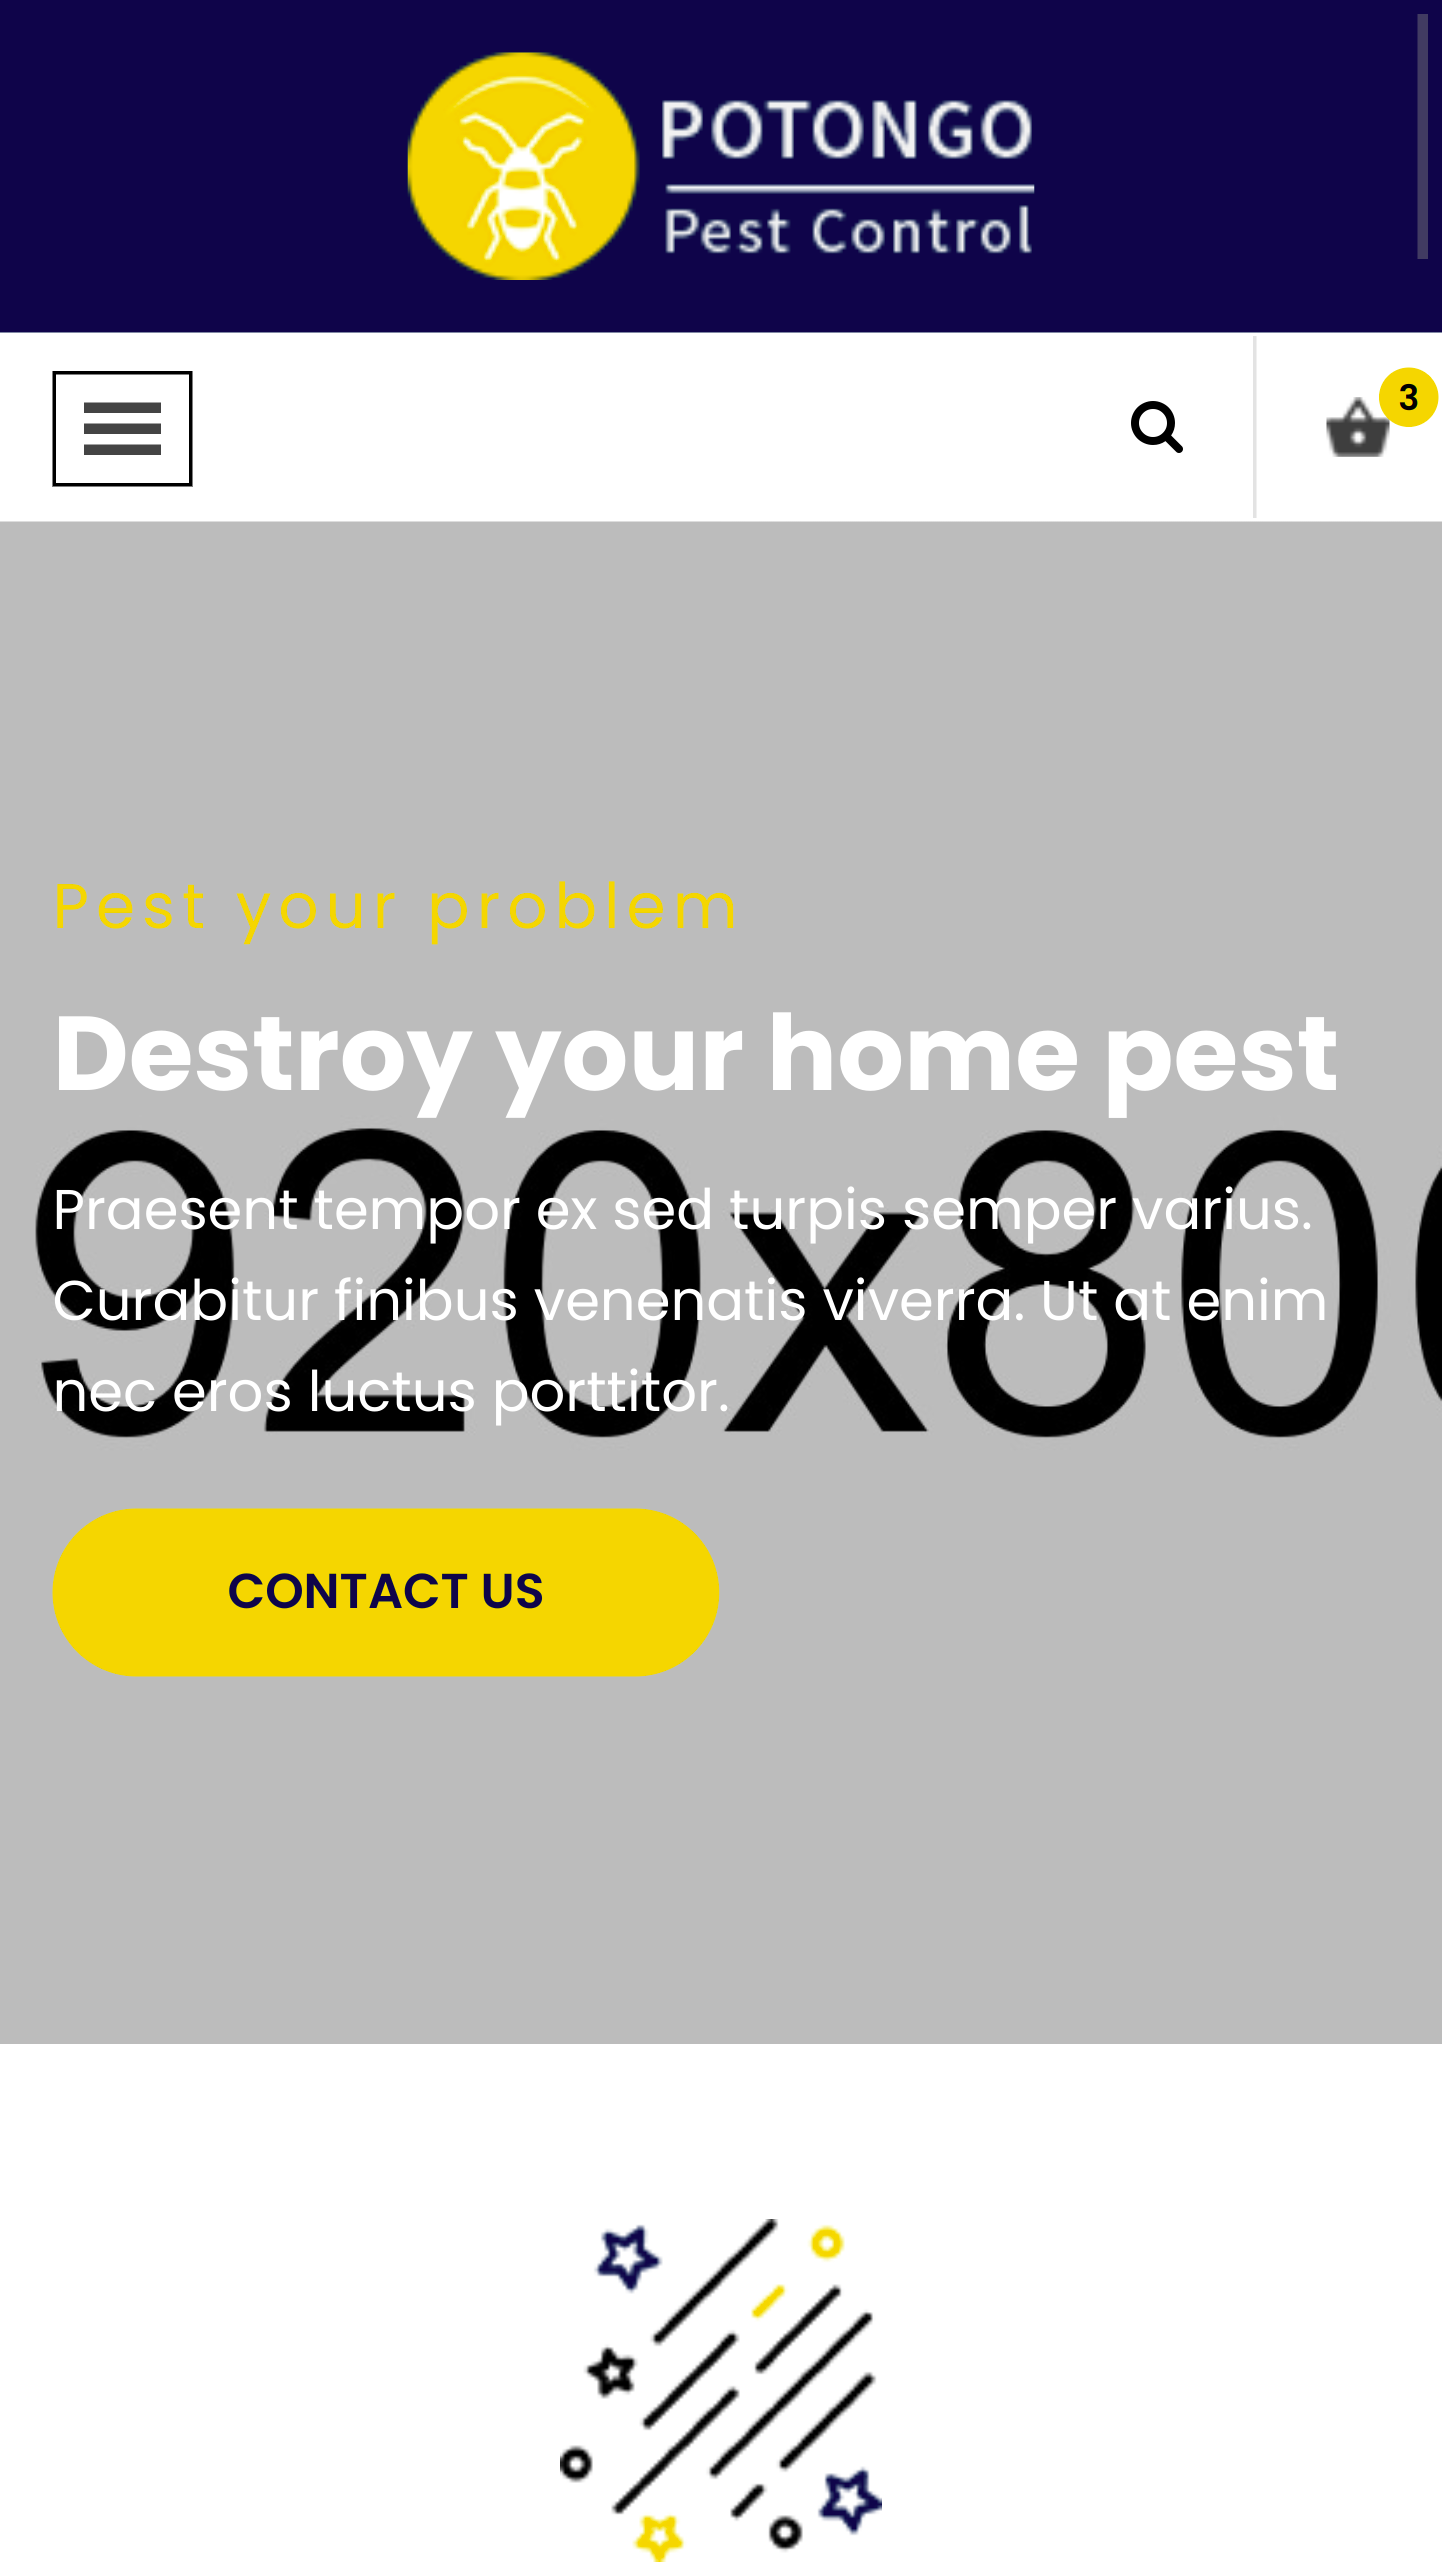 POTONGO
Pest Control
3
Pest your problem
Destroy your home pest
920x80
Praesent tempor ex sed turpis semper varius.
Curabitur finibus venenatis viverra. Ut at enim
nec eros luctus porttitor.
CONTACT US